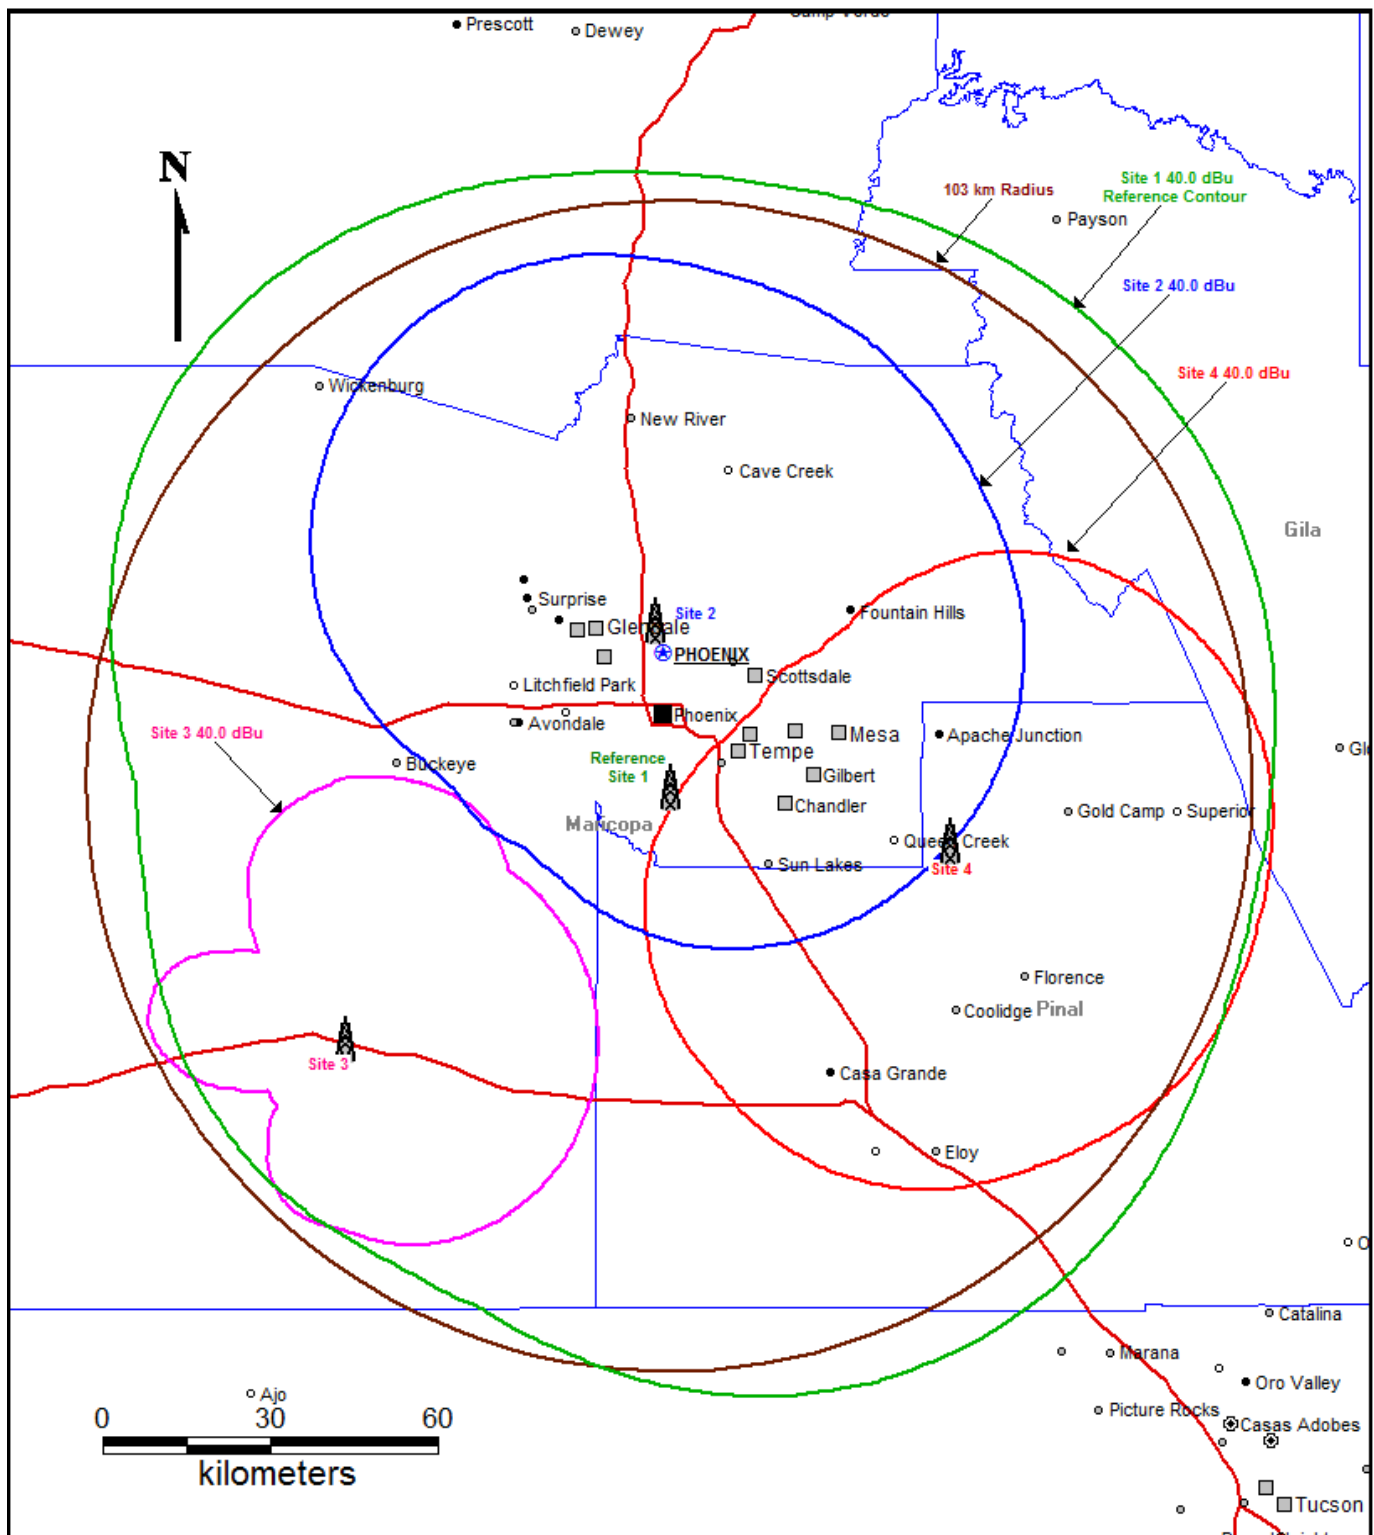 Camp Verde
Prescott
Dewey
N
103 km Radius
Site 1 40.0 dBu
Reference Contour
Payson
Site 2 40.0 dBu
Site 4 40.0 dBu
Wickenburg
New River
Cave Creek
Gila
Surprise
Glendale
Site 2
Fountain Hills
PHOENIX
Scottsdale
Litchfield Park
Phoenix
Avondale
Site 3 40.0 dBu
Buckeye
Mesa
Apache Junction
Tempe
Reference
Site 1
Gilbert
Chandler
Gold Camp
Superior
Maricopa
Queen Creek
Sun Lakes
Site 4
Florence
Coolidge
Pinal
Site 3
Casa Grande
Eloy
Catalina
Marana
Oro Valley
Ajo
Picture Rocks
Casas Adobes
0 30 60
kilometers
Tucson